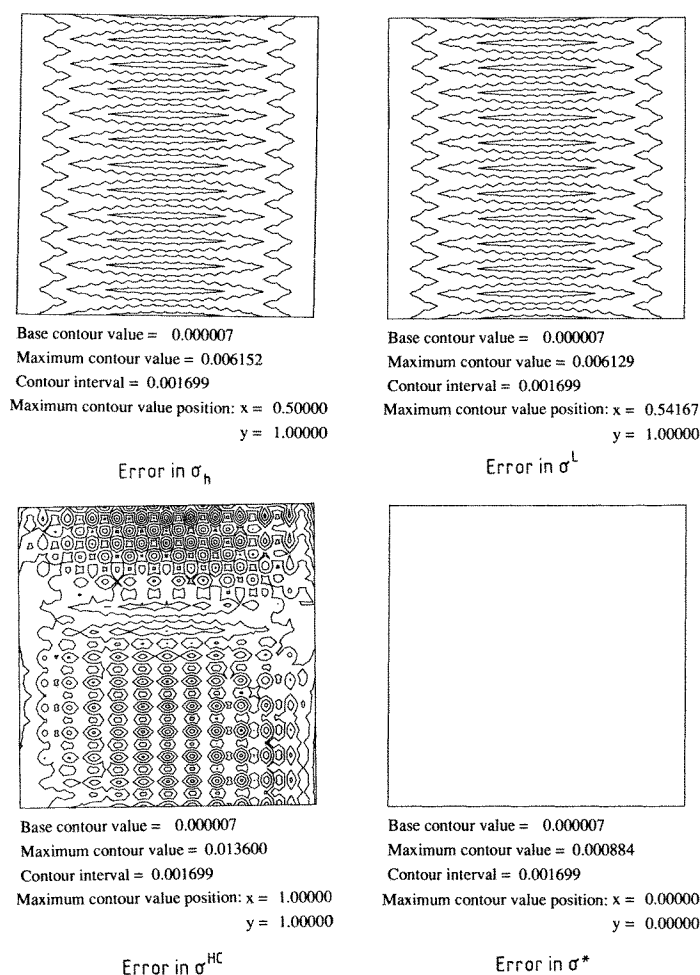 Base contour value = 0.000007
Maximum contour value = 0.006152
Contour interval = 0.001699
Maximum contour value position: x = 0.50000
y = 1.00000
Error in σ_h
Base contour value = 0.000007
Maximum contour value = 0.006129
Contour interval = 0.001699
Maximum contour value position: x = 0.54167
y = 1.00000
Error in σ^L
Base contour value = 0.000007
Maximum contour value = 0.013600
Contour interval = 0.001699
Maximum contour value position: x = 1.00000
y = 1.00000
Error in σ^HC
Base contour value = 0.000007
Maximum contour value = 0.000884
Contour interval = 0.001699
Maximum contour value position: x = 0.00000
y = 0.00000
Error in σ*